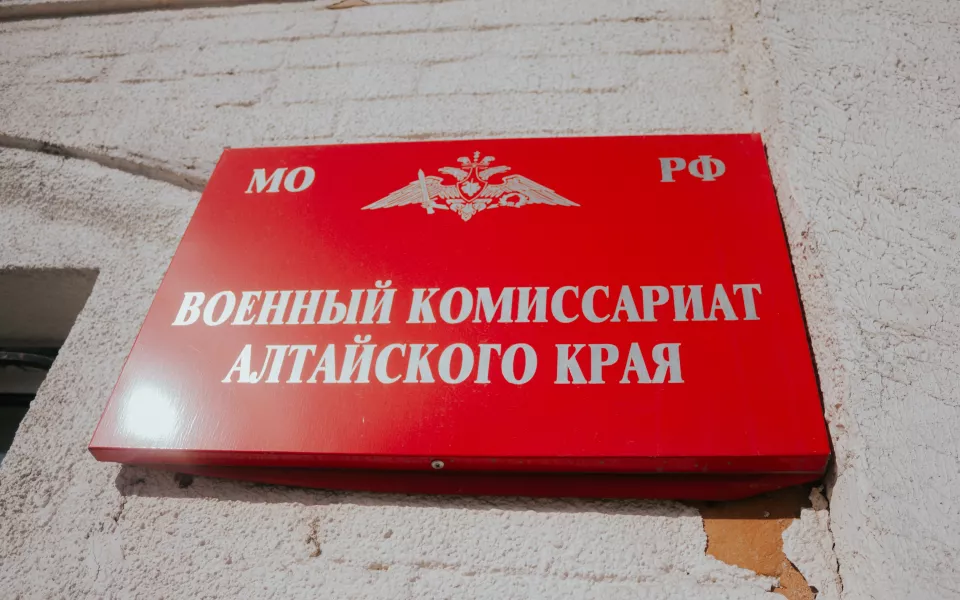 МО РФ
ВОЕННЫЙ КОМИССАРИАТ
АЛТАЙСКОГО КРАЯ